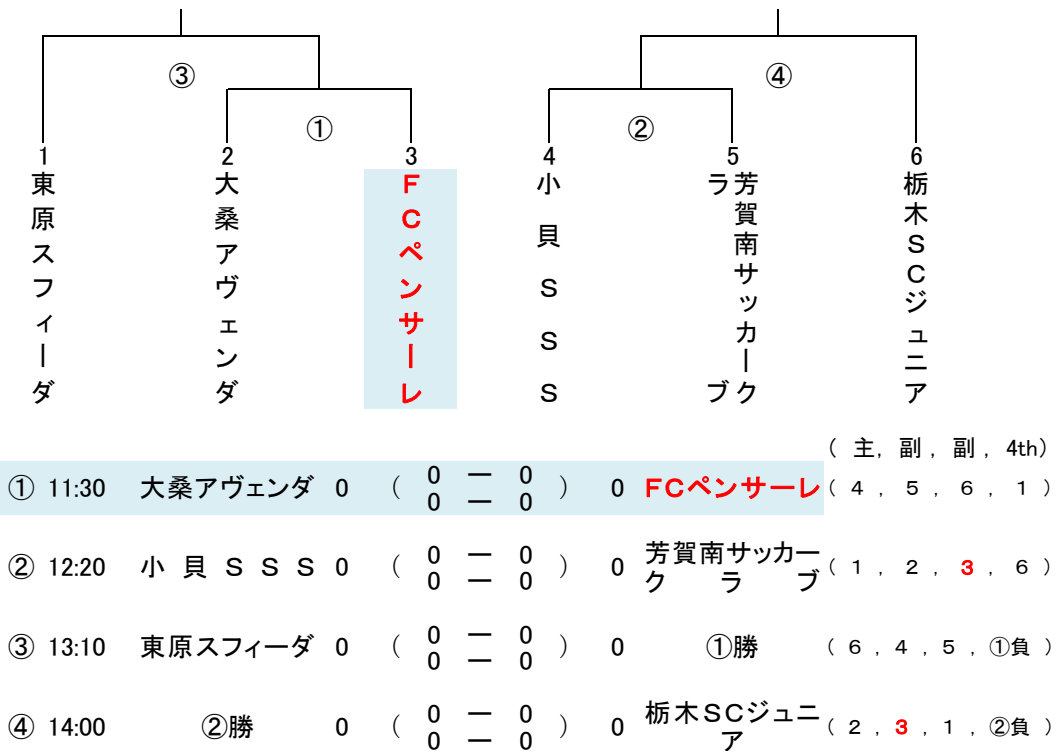 ③ ④
① ②
1 2 3 4 5 6
東原スフィーダ
大桑アヴェンダ
FCペンサーレ
小貝SSS
芳賀南サッカークラブ
栃木SCジュニア
( 主, 副, 副, 4th)
① 11:30 大桑アヴェンダ 0 ( 0 ー 0 0 ー 0 ) 0 FCペンサーレ ( 4 , 5 , 6 , 1 )
② 12:20 小 貝 S S S 0 ( 0 ー 0 0 ー 0 ) 0 芳賀南サッカークラブ ( 1 , 2 , 3 , 6 )
③ 13:10 東原スフィーダ 0 ( 0 ー 0 0 ー 0 ) 0 ①勝 ( 6 , 4 , 5 , ①負 )
④ 14:00 ②勝 0 ( 0 ー 0 0 ー 0 ) 0 栃木SCジュニア ( 2 , 3 , 1 , ②負 )